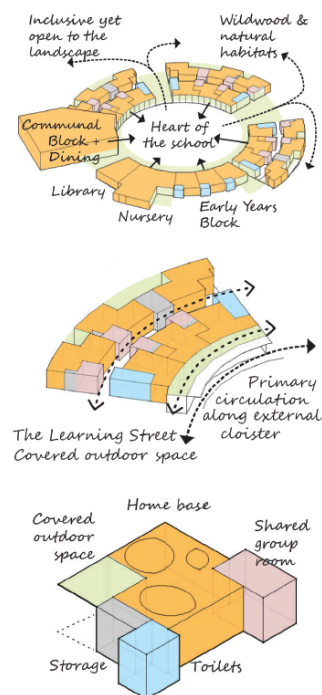 Inclusive yet
open to the
landscape
Wildwood &
natural
habitats
Communal
Block +
Dining
Heart of
the school
Library
Nursery
Early Years
Block
The Learning Street
Covered outdoor space
Primary
circulation
along external
cloister
Home base
Covered
outdoor
space
Shared
group
room
Storage
Toilets